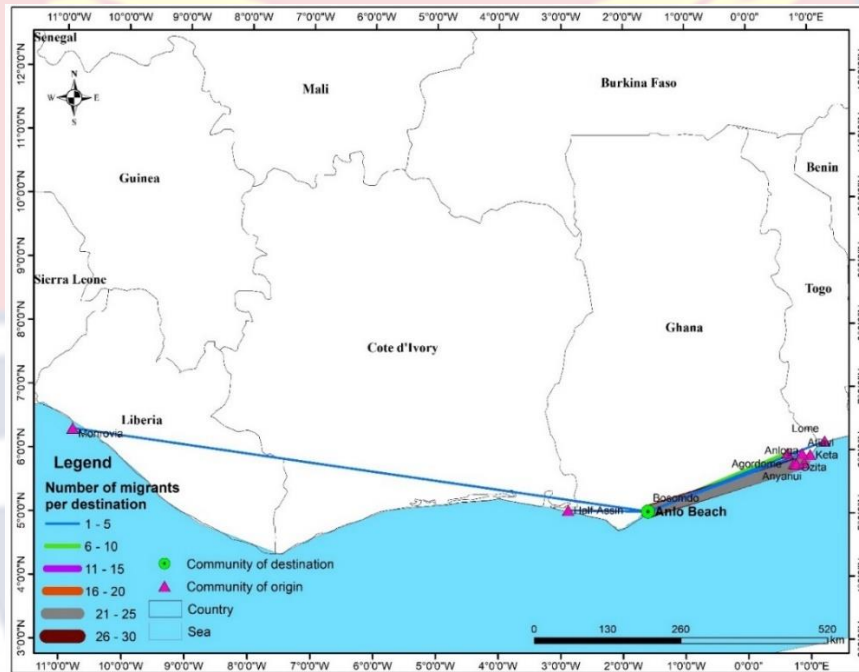 11°0'0"W 10°0'0"W 9°0'0"W 8°0'0"W 7°0'0"W 6°0'0"W 5°0'0"W 4°0'0"W 3°0'0"W 2°0'0"W 1°0'0"W 0°0'0" 1°0'0"E
Senegal
12°0'0"N
N
W E
S
Mali
Burkina Faso
11°0'0"N
Guinea
Benin
10°0'0"N
9°0'0"N
Sierra Leone
Togo
8°0'0"N
Cote d'Ivory
Ghana
7°0'0"N
Liberia
Lome
Monrovia
6°0'0"N
Anloga
Keta
Agordome
Dzita
Anyanui
Legend
Number of migrants
per destination
1 - 5
6 - 10
11 - 15
16 - 20
21 - 25
26 - 30
Community of destination
Community of origin
Country
Sea
Half-Assin
Bosomdo
Anlo Beach
5°0'0"N
4°0'0"N
3°0'0"N
0 130 260 520
km
11°0'0"W 10°0'0"W 9°0'0"W 8°0'0"W 7°0'0"W 6°0'0"W 5°0'0"W 4°0'0"W 3°0'0"W 2°0'0"W 1°0'0"W 0°0'0" 1°0'0"E